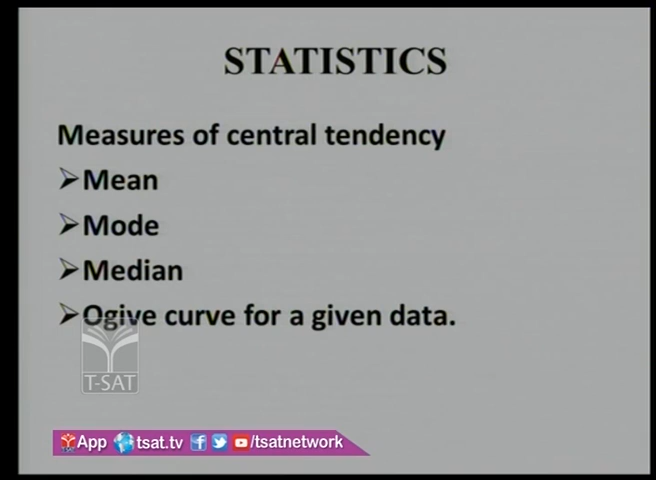 STATISTICS
Measures of central tendency
➢Mean
➢Mode
➢Median
➢Ogive curve for a given data.
T-SAT
App tsat.tv /tsatnetwork